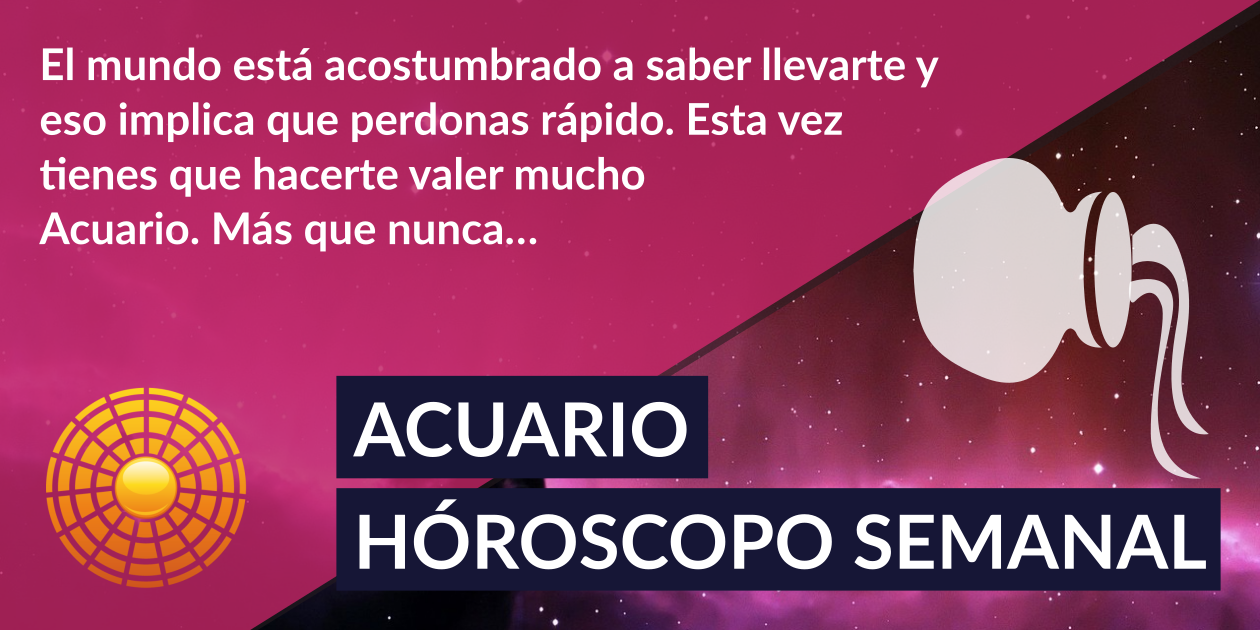 El mundo está acostumbrado a saber llevarte y
eso implica que perdonas rápido. Esta vez
tienes que hacerte valer mucho
Acuario. Más que nunca...
ACUARIO
HÓROSCOPO SEMANAL